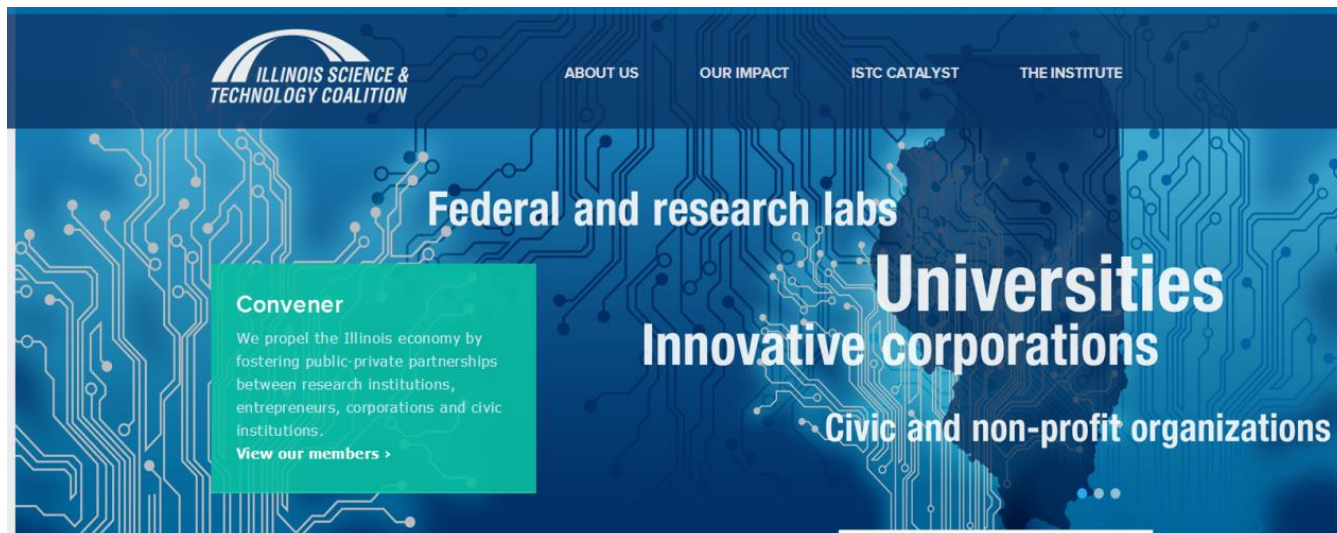 ILLINOIS SCIENCE &
TECHNOLOGY COALITION
ABOUT US
OUR IMPACT
ISTC CATALYST
THE INSTITUTE
Federal and research labs
Universities
Innovative corporations
Civic and non-profit organizations
Convener
We propel the Illinois economy by
fostering public-private partnerships
between research institutions,
entrepreneurs, corporations and civic
institutions.
View our members ›